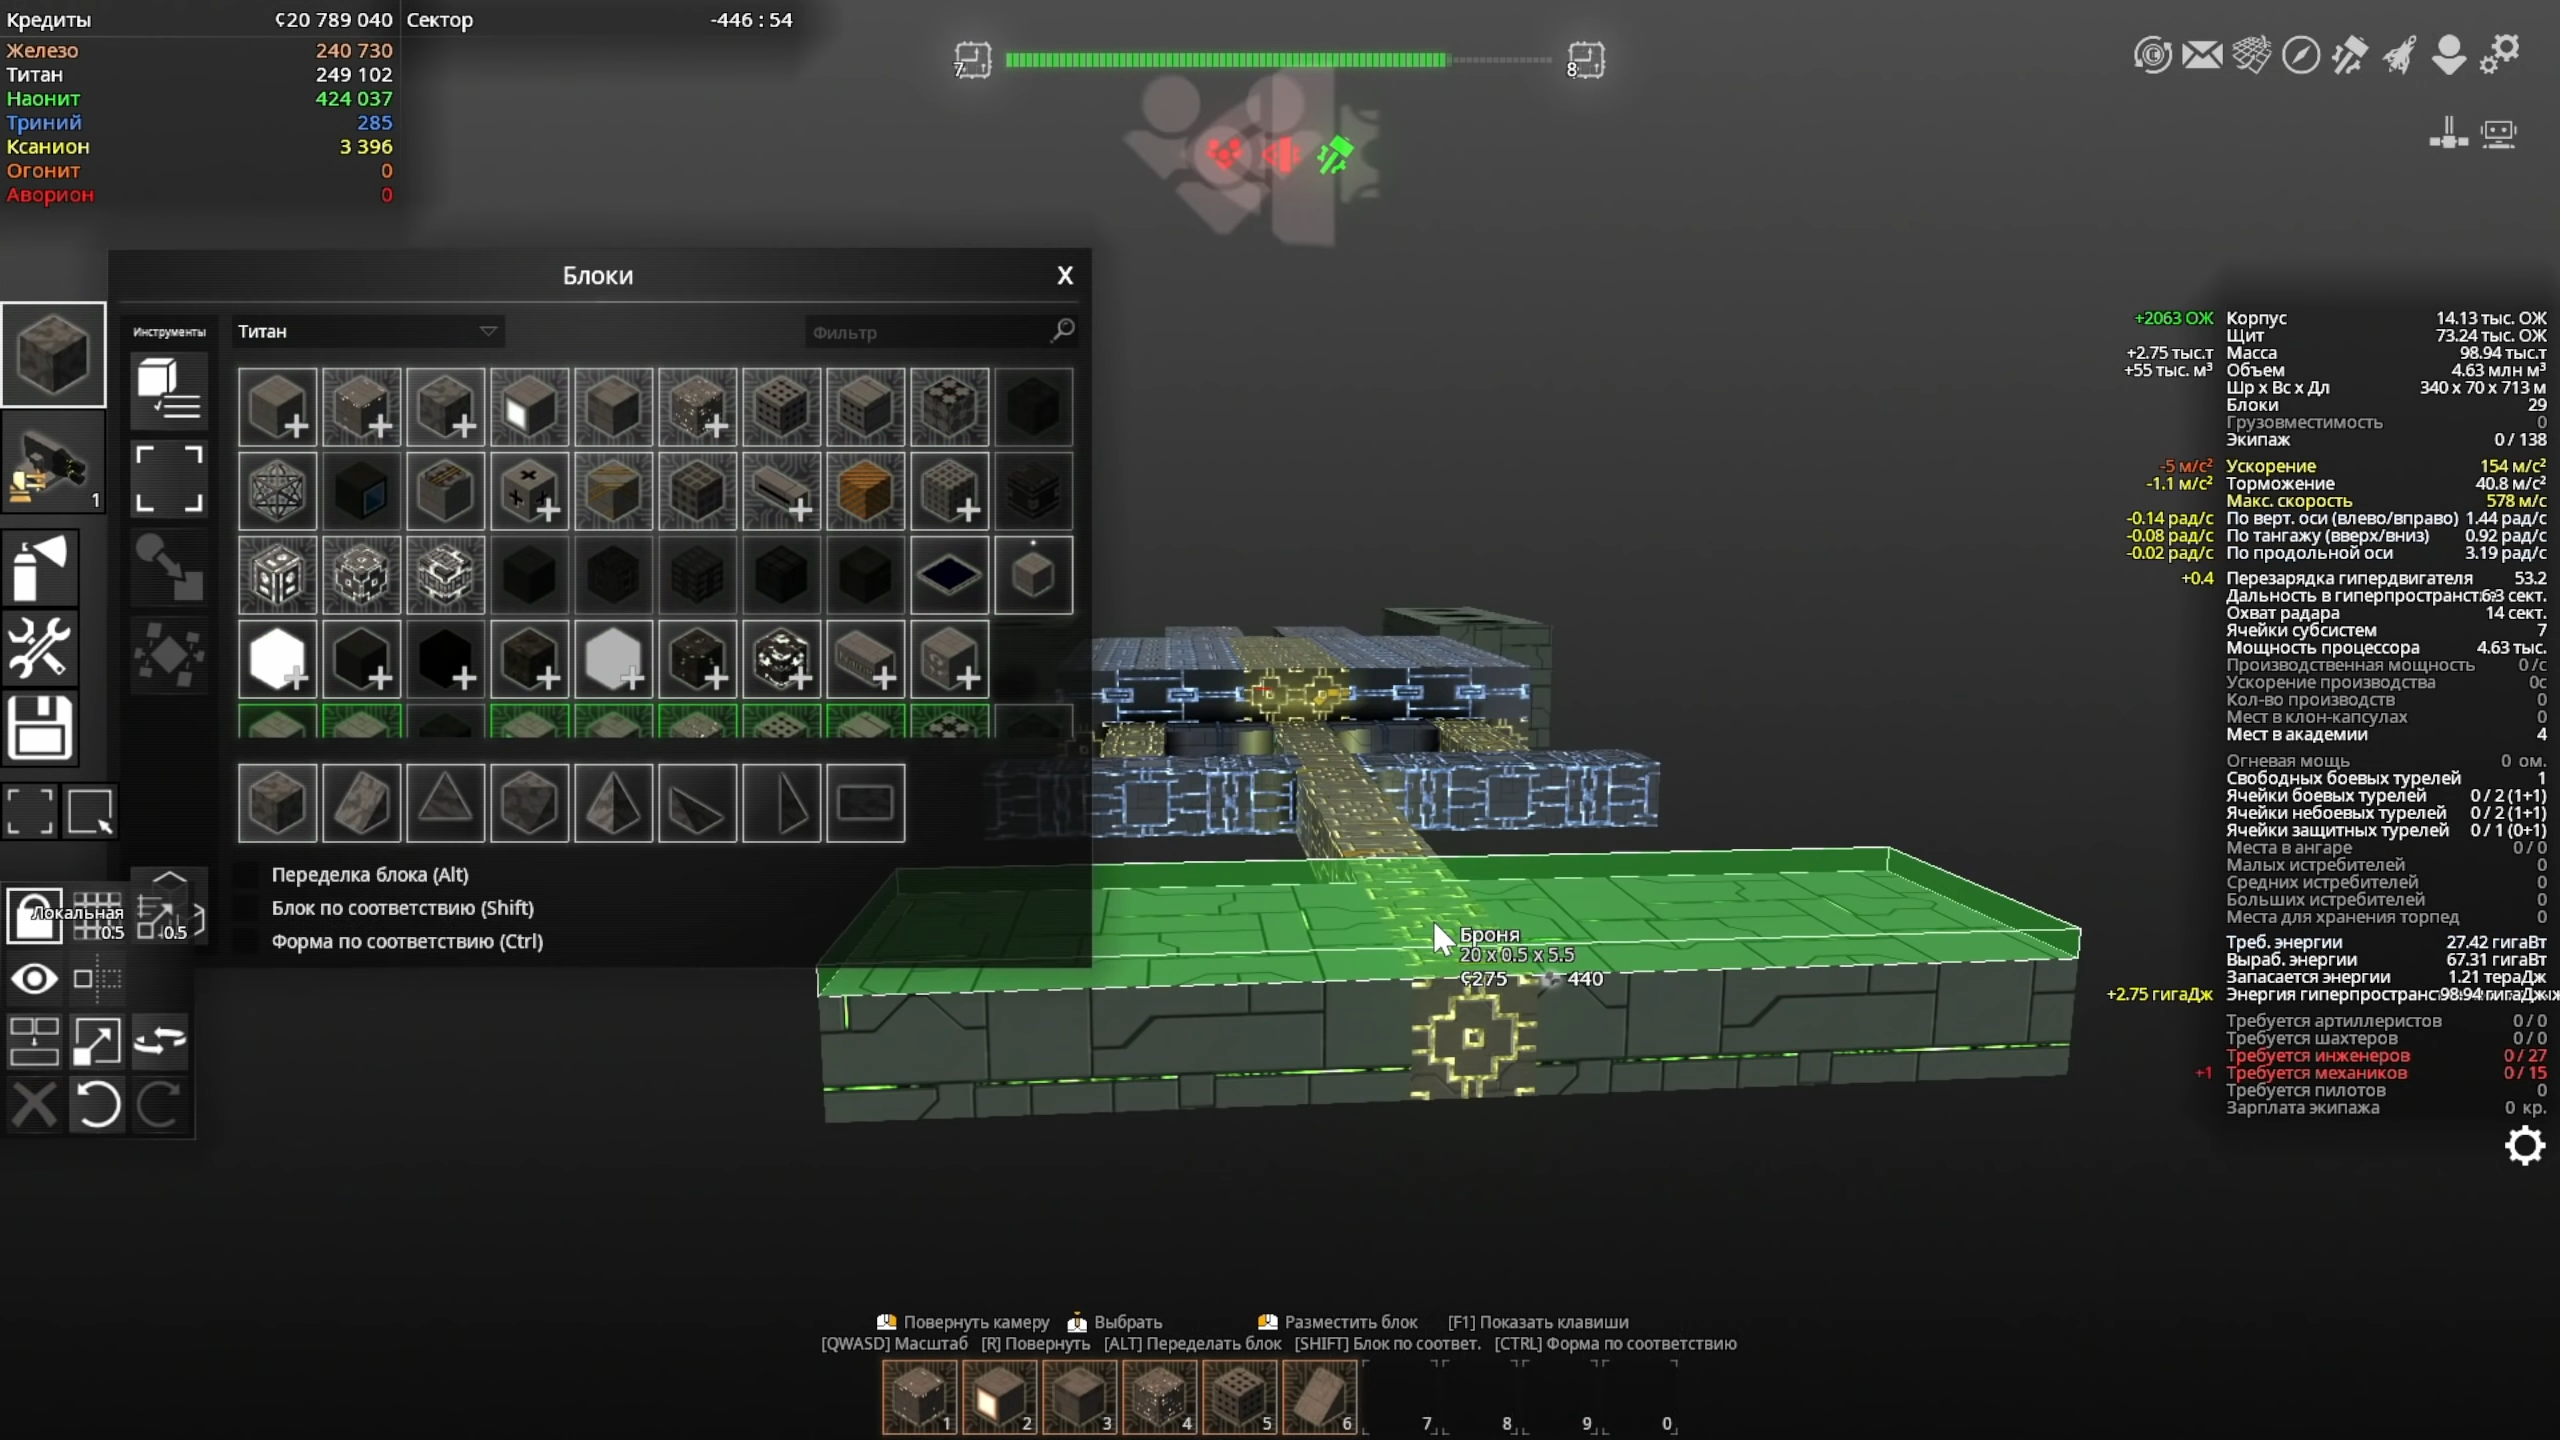 Кредиты ¢20 789 040 Сектор -446 : 54
Железо 240 730
Титан 249 102
Наонит 424 037
Триний 285
Ксанион 3 396
Огонит 0
Аворион 0
7 8
Блоки X
Инструменты Титан Фильтр
1
Переделка блока (Alt)
Блок по соответствию (Shift)
Форма по соответствию (Ctrl)
Локальная
0.5 0.5
Броня
20 x 0.5 x 5.5
¢275 440
+2063 ОЖ Корпус 14.13 тыс. ОЖ
Щит 73.24 тыс. ОЖ
+2.75 тыс.т Масса 98.94 тыс.т
+55 тыс. м³ Объем 4.63 млн м³
Шр x Вс x Дл 340 x 70 x 713 м
Блоки 29
Грузовместимость 0
Экипаж 0 / 138
-5 м/с² Ускорение 154 м/с²
-1.1 м/с² Торможение 40.8 м/с²
Макс. скорость 578 м/с
-0.14 рад/с По верт. оси (влево/вправо) 1.44 рад/с
-0.08 рад/с По тангажу (вверх/вниз) 0.92 рад/с
-0.02 рад/с По продольной оси 3.19 рад/с
+0.4 Перезарядка гипердвигателя 53.2
Дальность в 6.3 сект.
Охват радара 14 сект.
Ячейки субсистем 7
Мощность процессора 4.63 тыс.
Производственная мощность 0 /с
Ускорение производства 0с
Кол-во производств 0
Мест в клон-капсулах 0
Мест в академии 4
Огневая мощь 0 ом.
Свободных боевых турелей 1
Ячейки боевых турелей 0 / 2 (1+1)
Ячейки небоевых турелей 0 / 2 (1+1)
Ячейки защитных турелей 0 / 1 (0+1)
Места в ангаре 0 / 0
Малых истребителей 0
Средних истребителей 0
Больших истребителей 0
Места для хранения торпед 0
Треб. энергии 27.42 гигаВт
Выраб. энергии 67.31 гигаВт
Запасается энергии 1.21 тераДж
+2.75 гигаДж Энергия 98.94 гигаДж
Требуется артиллеристов 0 / 0
Требуется шахтеров 0 / 0
Требуется инженеров 0 / 27
+1 Требуется механиков 0 / 15
Требуется пилотов 0
Зарплата экипажа 0 кр.
Повернуть камеру Выбрать Разместить блок [F1] Показать клавиши
[QWASD] Масштаб [R] Повернуть [ALT] Переделать блок [SHIFT] Блок по соответ. [CTRL] Форма по соответствию
1 2 3 4 5 6 7 8 9 0